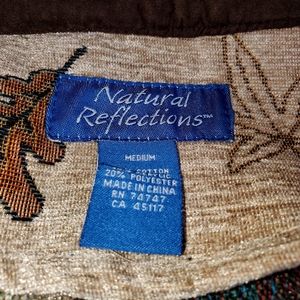 Natural
Reflections™
MEDIUM
COTTON
20% POLYESTER
MADE IN CHINA
RN 74747
CA 45117